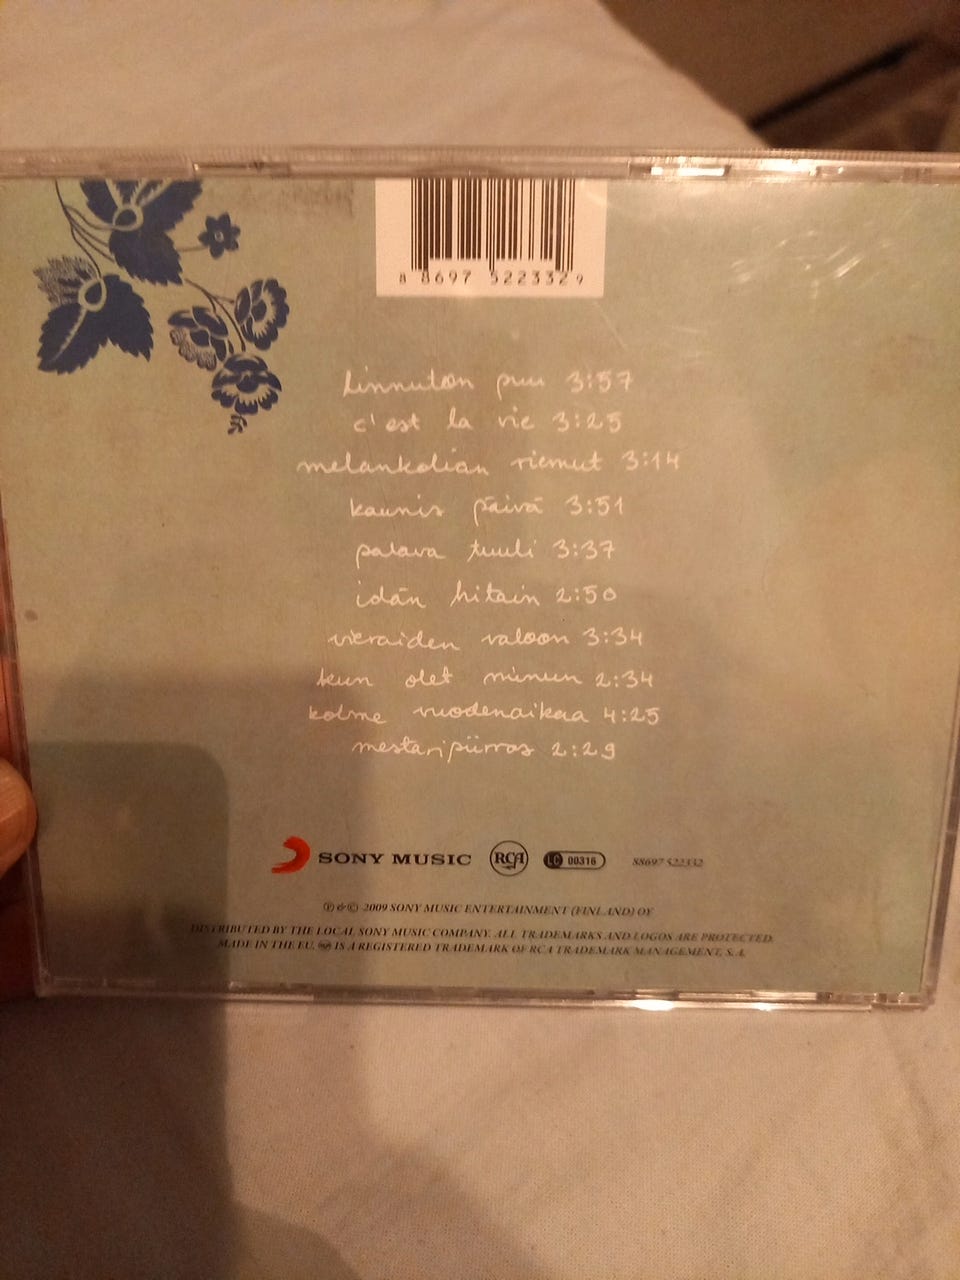 8 8697 522332 9
linnuton puu 3:57
c'est la vie 3:25
melankolian riemut 3:14
kaunis päivä 3:51
palava tuuli 3:37
idän hitain 2:50
vieraiden valoon 3:34
kun olet minun 2:34
kolme vuodenaikaa 4:25
mestaripiirros 2:29
SONY MUSIC RCA LC 00316 88697 522332
℗ & © 2009 SONY MUSIC ENTERTAINMENT (FINLAND) OY
DISTRIBUTED BY THE LOCAL SONY MUSIC COMPANY. ALL TRADEMARKS AND LOGOS ARE PROTECTED.
MADE IN THE EU. RCA IS A REGISTERED TRADEMARK OF RCA TRADEMARK MANAGEMENT, S.A.